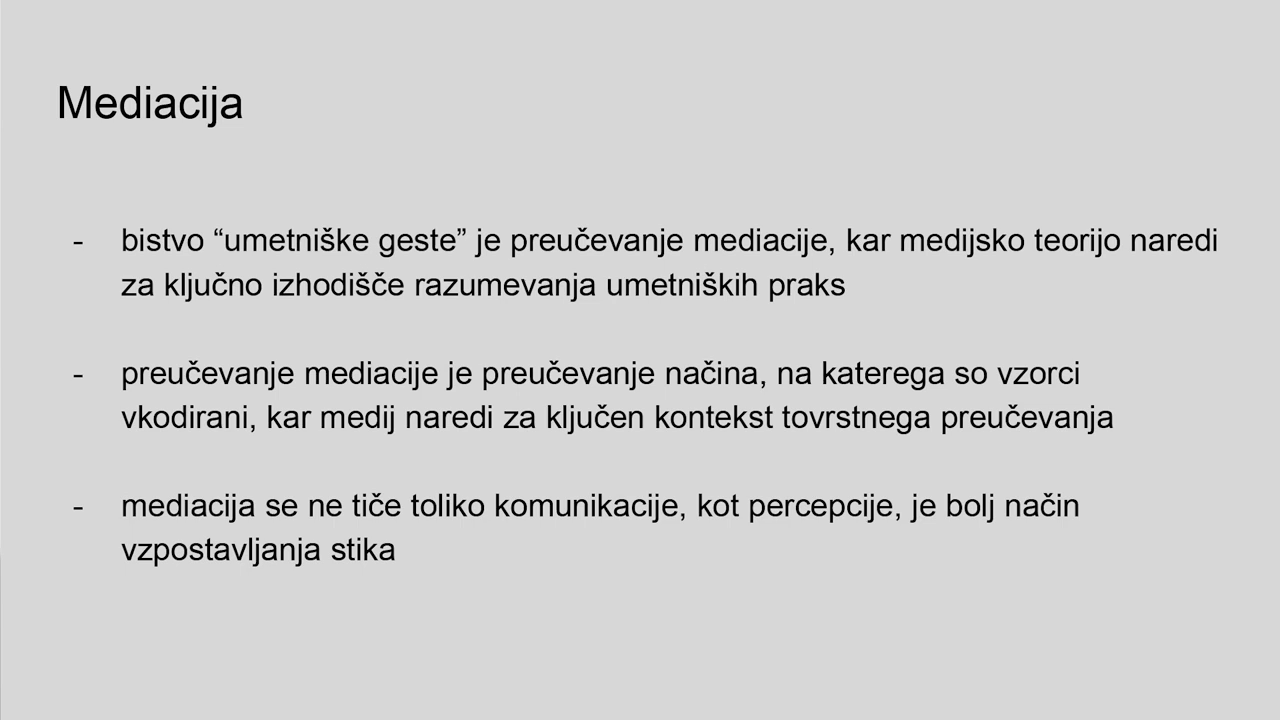 Mediacija
- bistvo “umetniške geste” je preučevanje mediacije, kar medijsko teorijo naredi
za ključno izhodišče razumevanja umetniških praks
- preučevanje mediacije je preučevanje načina, na katerega so vzorci
vkodirani, kar medij naredi za ključen kontekst tovrstnega preučevanja
- mediacija se ne tiče toliko komunikacije, kot percepcije, je bolj način
vzpostavljanja stika